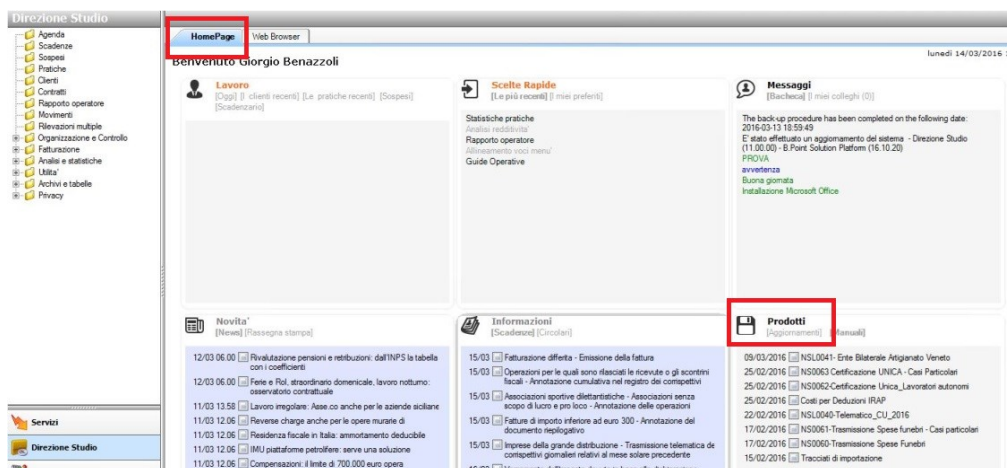 Direzione Studio
Agenda
Scadenze
Sospesi
Pratiche
Clienti
Contratti
Rapporto operatore
Movimenti
Rilevazioni multiple
Organizzazione e Controllo
Fatturazione
Analisi e statistiche
Utilita'
Archivi e tabelle
Privacy
Servizi
Direzione Studio
HomePage Web Browser
Benvenuto Giorgio Benazzoli
lunedì 14/03/2016
Lavoro
[Oggi] [I clienti recenti] [Le pratiche recenti] [Sospesi]
[Scadenzario]
Scelte Rapide
[Le più recenti] [I miei preferiti]
Statistiche pratiche
Analisi redditivita'
Rapporto operatore
Allineamento voci menu'
Guide Operative
Messaggi
[Bacheca] [I miei colleghi (0)]
The back-up procedure has been completed on the following date:
2016-03-13 18:59:49
E' stato effettuato un aggiornamento del sistema - Direzione Studio
(11.00.00) - B.Point Solution Platform (16.10.20)
PROVA
avvertenza
Buona giornata
Installazione Microsoft Office
Novita'
[News] [Rassegna stampa]
12/03 06.00 Rivalutazione pensioni e retribuzioni: dall'INPS la tabella
con i coefficienti
12/03 06.00 Ferie e Rol, straordinario domenicale, lavoro notturno:
osservatorio contrattuale
11/03 13.58 Lavoro irregolare: Asse.co anche per le aziende siciliane
11/03 12.06 Reverse charge anche per le opere murarie di
11/03 12.06 Residenza fiscale in Italia: ammortamento deducibile
11/03 12.06 IMU piattaforme petrolifere: serve una soluzione
11/03 12.06 Compensazioni: il limite di 700.000 euro opera
Informazioni
[Scadenze] [Circolari]
15/03 Fatturazione differita - Emissione della fattura
15/03 Operazioni per le quali sono rilasciati le ricevute o gli scontrini
fiscali - Annotazione cumulativa nel registro dei corrispettivi
15/03 Associazioni sportive dilettantistiche - Associazioni senza
scopo di lucro e pro loco - Annotazione delle operazioni
15/03 Fatture di importo inferiore ad euro 300 - Annotazione del
documento riepilogativo
15/03 Imprese della grande distribuzione - Trasmissione telematica dei
corrispettivi giornalieri relativi al mese solare precedente
Prodotti
[Aggiornamenti] [Manuali]
09/03/2016 NSL0041- Ente Bilaterale Artigianato Veneto
25/02/2016 NS0063 Certificazione UNICA - Casi Particolari
25/02/2016 NS0062-Certificazione Unica_Lavoratori autonomi
25/02/2016 Costi per Deduzioni IRAP
22/02/2016 NSL0040-Telematico_CU_2016
17/02/2016 NS0061-Trasmissione Spese funebri - Casi particolari
17/02/2016 NS0060-Trasmissione Spese Funebri
15/02/2016 Tracciati di importazione